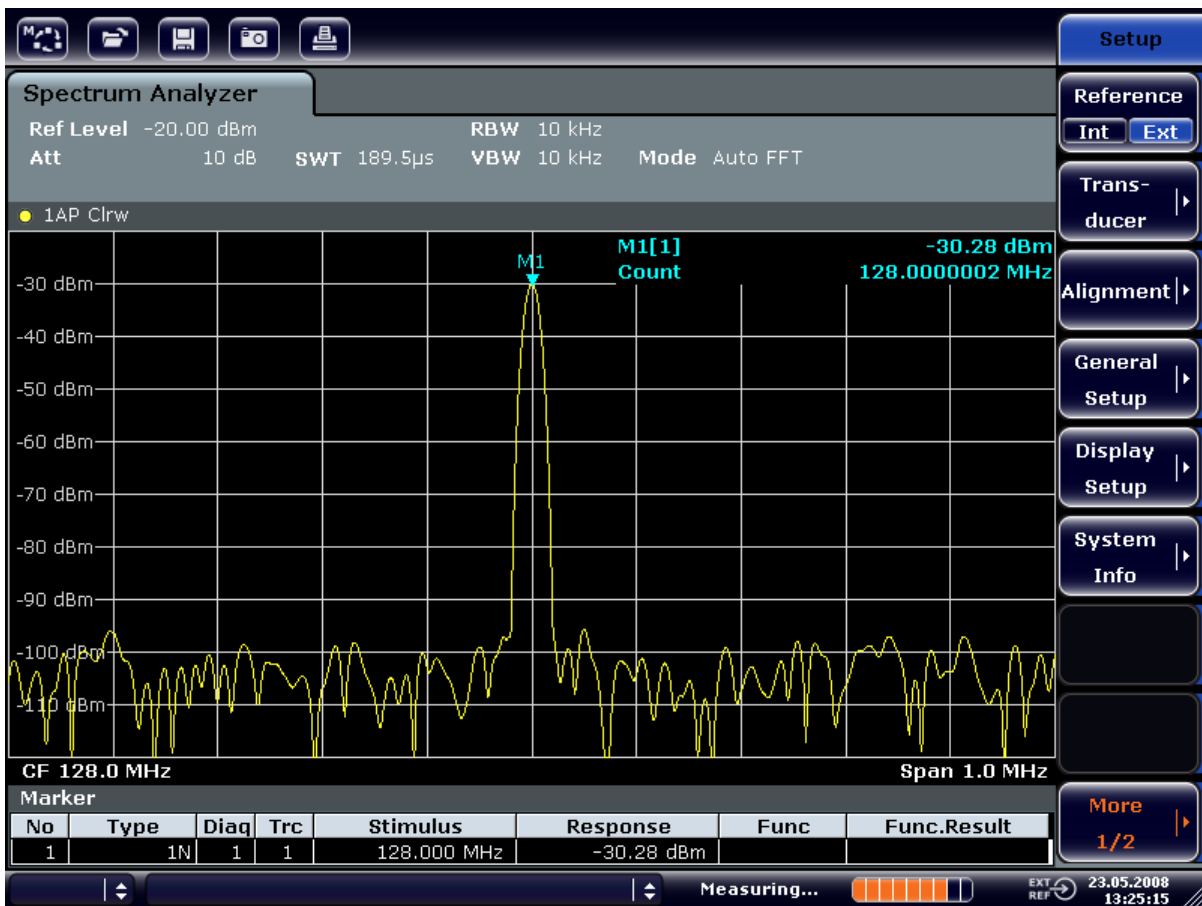 M
Setup
Spectrum Analyzer
Ref Level -20.00 dBm RBW 10 kHz
Att 10 dB SWT 189.5µs VBW 10 kHz Mode Auto FFT
1AP Clrw
M1[1] -30.28 dBm
Count 128.0000002 MHz
M1
-30 dBm
-40 dBm
-50 dBm
-60 dBm
-70 dBm
-80 dBm
-90 dBm
-100 dBm
-110 dBm
CF 128.0 MHz Span 1.0 MHz
Marker
No Type Diag Trc Stimulus Response Func Func.Result
1 1N 1 1 128.000 MHz -30.28 dBm
Measuring... EXT REF 23.05.2008
13:25:15
Reference
Int Ext
Trans-
ducer
Alignment
General
Setup
Display
Setup
System
Info
More
1/2